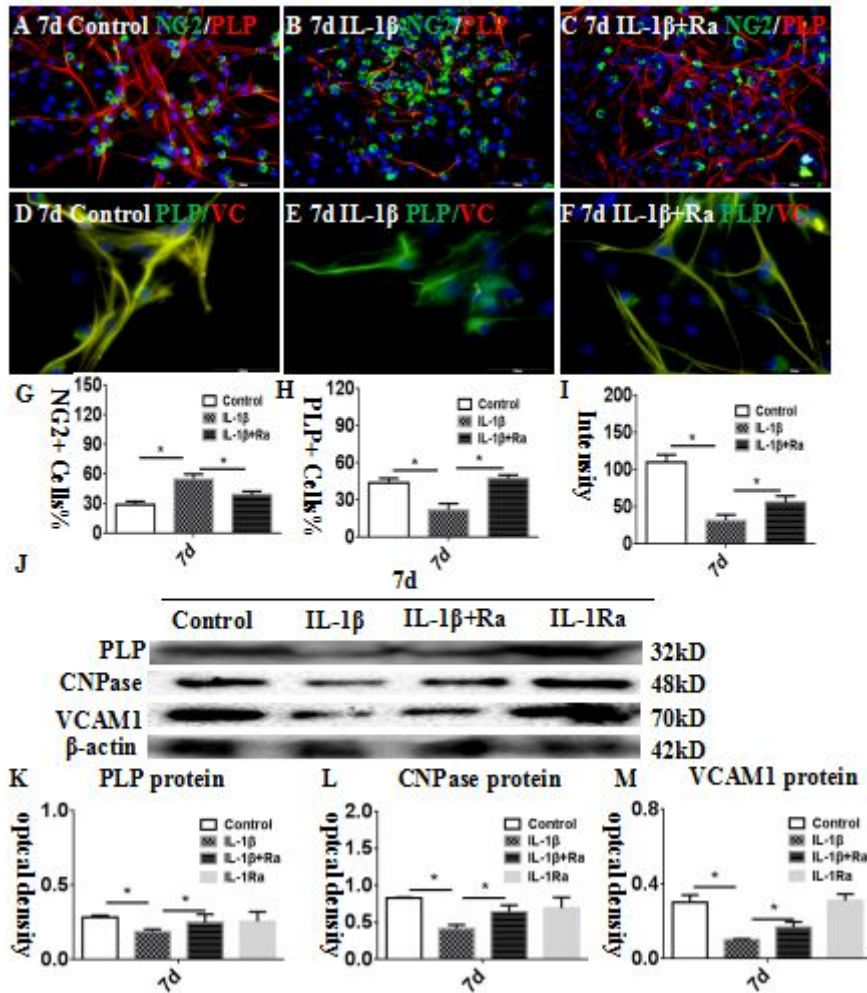 A 7d Control NG2/PLP
B 7d IL-1β NG2/PLP
C 7d IL-1β+Ra NG2/PLP
D 7d Control PLP/VC
E 7d IL-1β PLP/VC
F 7d IL-1β+Ra PLP/VC
G
NG2+ Cells%
150
120
90
60
30
0
Control
IL-1β
IL-1β+Ra
*
*
7d
H
PLP+ Cells%
120
90
60
30
0
Control
IL-1β
IL-1β+Ra
*
*
7d
I
Intensity
200
150
100
50
0
Control
IL-1β
IL-1β+Ra
*
*
7d
J
7d
Control IL-1β IL-1β+Ra IL-1Ra
PLP 32kD
CNPase 48kD
VCAM1 70kD
β-actin 42kD
K PLP protein
optical density
1.0
0.5
0.0
Control
IL-1β
IL-1β+Ra
IL-1Ra
*
*
7d
L CNPase protein
optical density
2.0
1.5
1.0
0.5
0.0
Control
IL-1β
IL-1β+Ra
IL-1Ra
*
*
7d
M VCAM1 protein
optical density
0.8
0.4
0.0
Control
IL-1β
IL-1β+Ra
IL-1Ra
*
*
7d